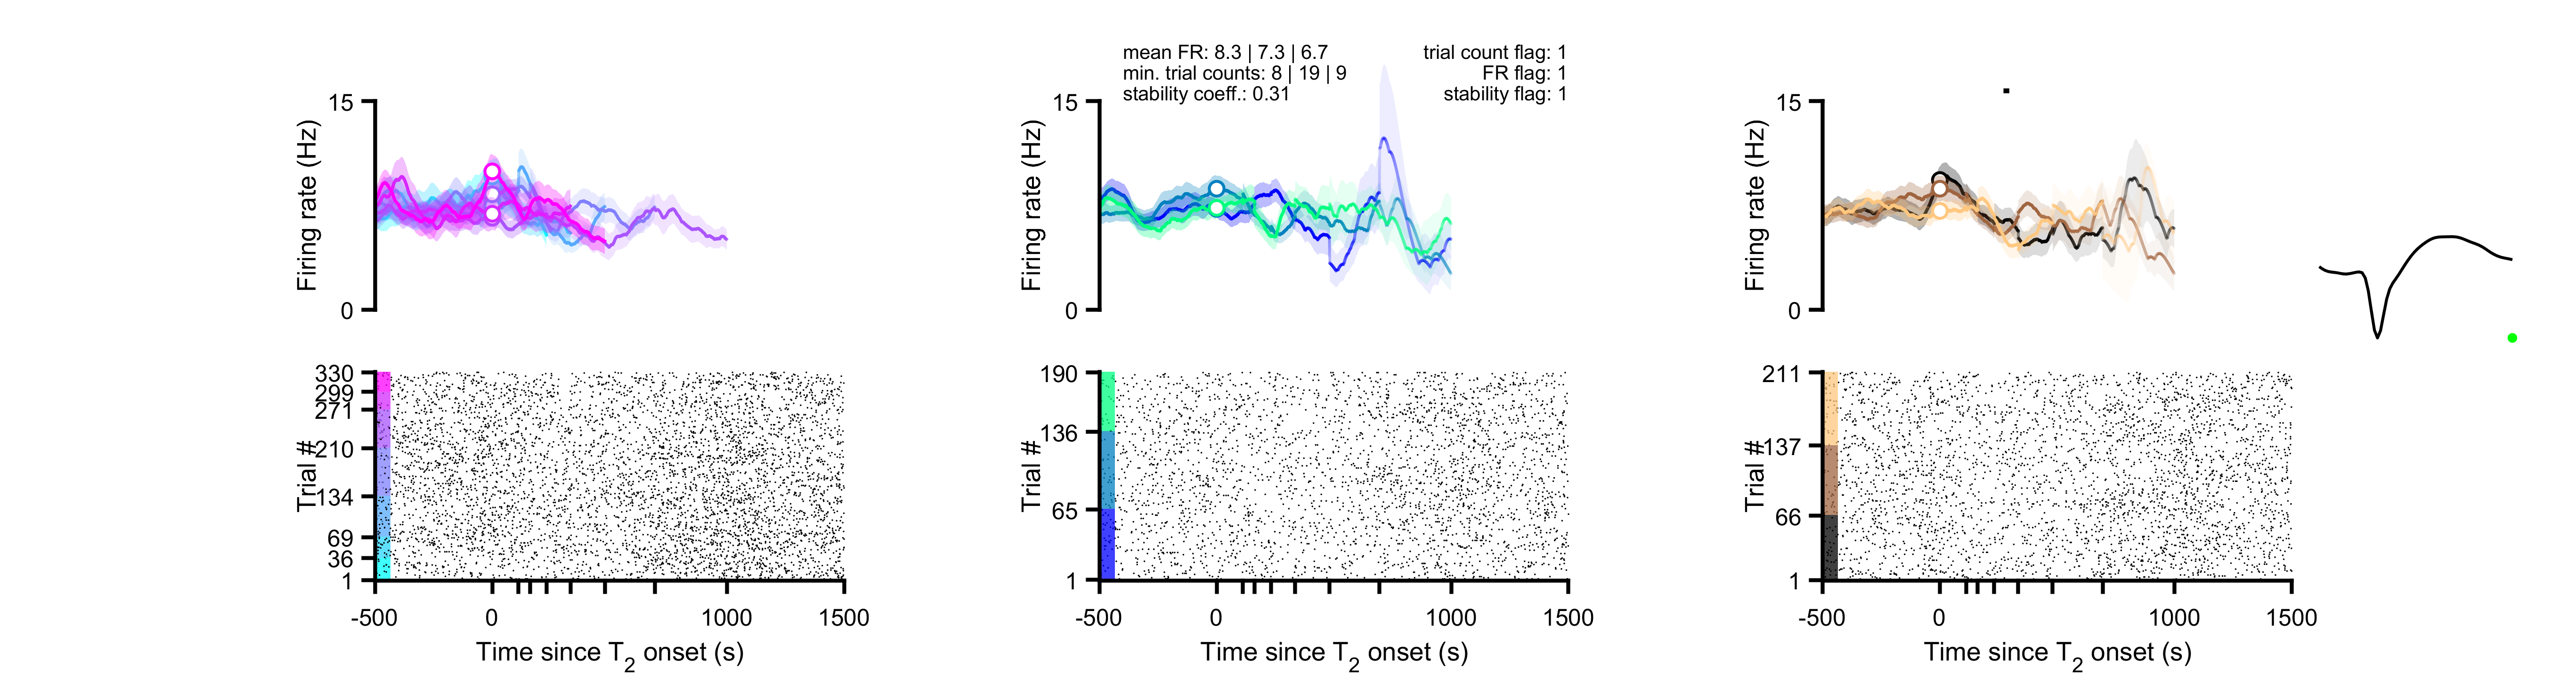 mean FR: 8.3 | 7.3 | 6.7
min. trial counts: 8 | 19 | 9
stability coeff.: 0.31
trial count flag: 1
FR flag: 1
stability flag: 1
15
Firing rate (Hz)
0
15
Firing rate (Hz)
0
15
Firing rate (Hz)
0
330
299
271
210
134
69
36
1
Trial #
-500 0 1000 1500
Time since T2 onset (s)
190
136
65
1
Trial #
-500 0 1000 1500
Time since T2 onset (s)
211
137
66
1
Trial #
-500 0 1000 1500
Time since T2 onset (s)